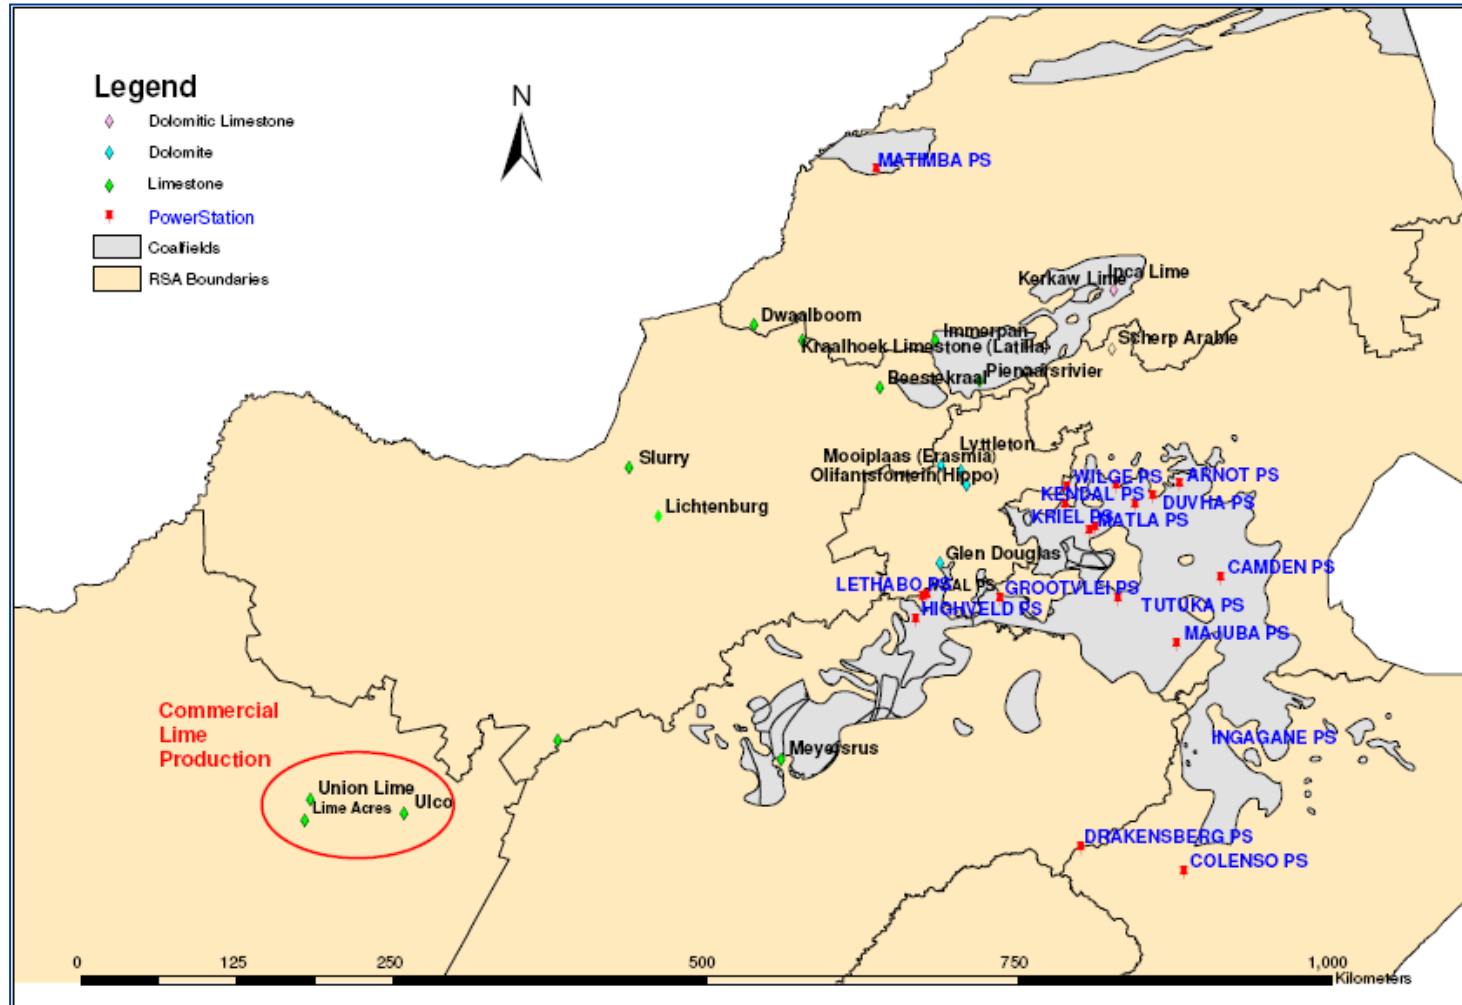 Legend
Dolomitic Limestone
Dolomite
Limestone
PowerStation
Coalfields
RSA Boundaries
N
MATIMBA PS
Inca Lime
Kerkaw Lime
Dwaalboom
Immerpan
Scherp Arabie
Kraalhoek Limestone (Latilla)
Pienaarsrivier
Beestekraal
Lyttleton
Mooiplaas (Erasmia)
Slurry
Olifantsfontein(Hippo)
WILGE PS
ARNOT PS
KENDAL PS
DUVHA PS
Lichtenburg
KRIEL PS
MATLA PS
Glen Douglas
CAMDEN PS
LETHABO PS
VAAL PS
GROOTVLEI PS
TUTUKA PS
HIGHVELD PS
MAJUBA PS
Commercial
Lime
Production
INGAGANE PS
Meyersrus
Union Lime
Lime Acres
Ulco
DRAKENSBERG PS
COLENSO PS
0 125 250 500 750 1,000
Kilometers